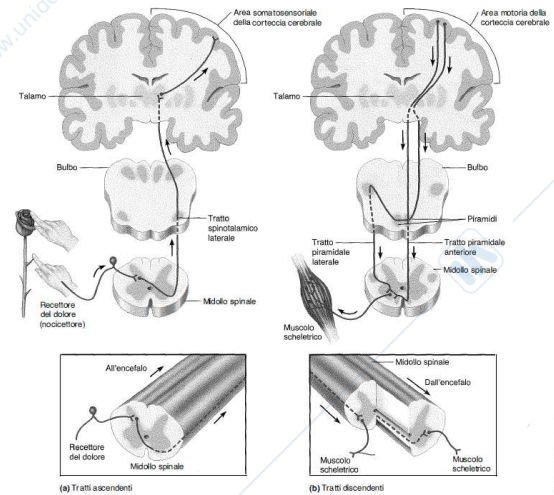 Area somatosensoriale
della corteccia cerebrale
Talamo
Bulbo
Tratto
spinotalamico
laterale
Recettore
del dolore
(nocicettore)
Midollo spinale
All'encefalo
Recettore
del dolore
Midollo spinale
(a) Tratti ascendenti
Area motoria della
corteccia cerebrale
Talamo
Bulbo
Piramidi
Tratto
piramidale
laterale
Tratto piramidale
anteriore
Midollo spinale
Muscolo
scheletrico
Midollo spinale
Dall'encefalo
Muscolo
scheletrico
Muscolo
scheletrico
(b) Tratti discendenti